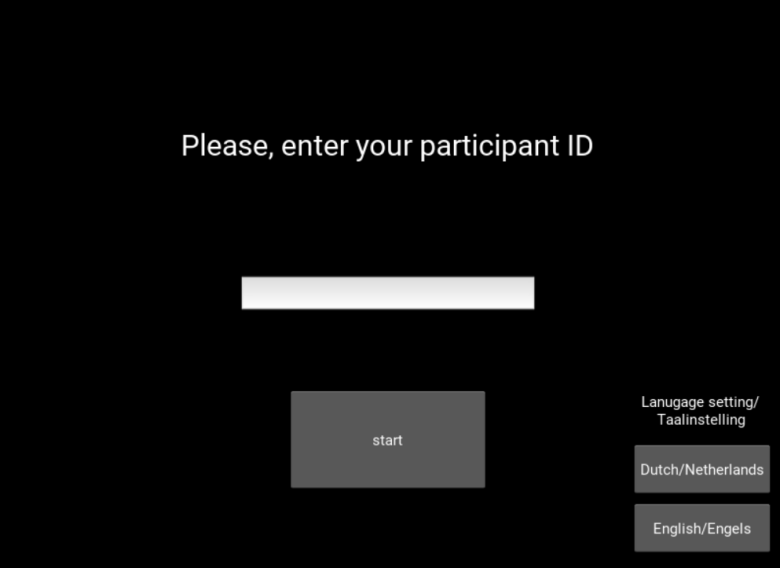 Please, enter your participant ID
start
Lanugage setting/
Taalinstelling
Dutch/Netherlands
English/Engels